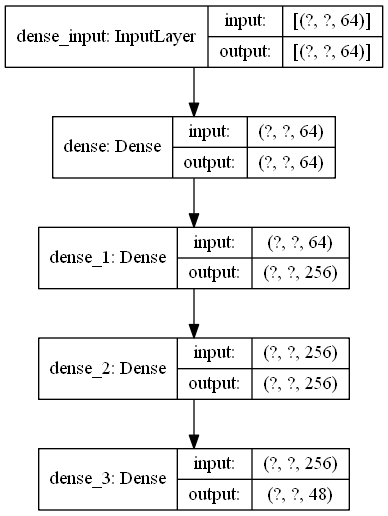 dense_input: InputLayer
input: [(?, ?, 64)]
output: [(?, ?, 64)]
dense: Dense
input: (?, ?, 64)
output: (?, ?, 64)
dense_1: Dense
input: (?, ?, 64)
output: (?, ?, 256)
dense_2: Dense
input: (?, ?, 256)
output: (?, ?, 256)
dense_3: Dense
input: (?, ?, 256)
output: (?, ?, 48)